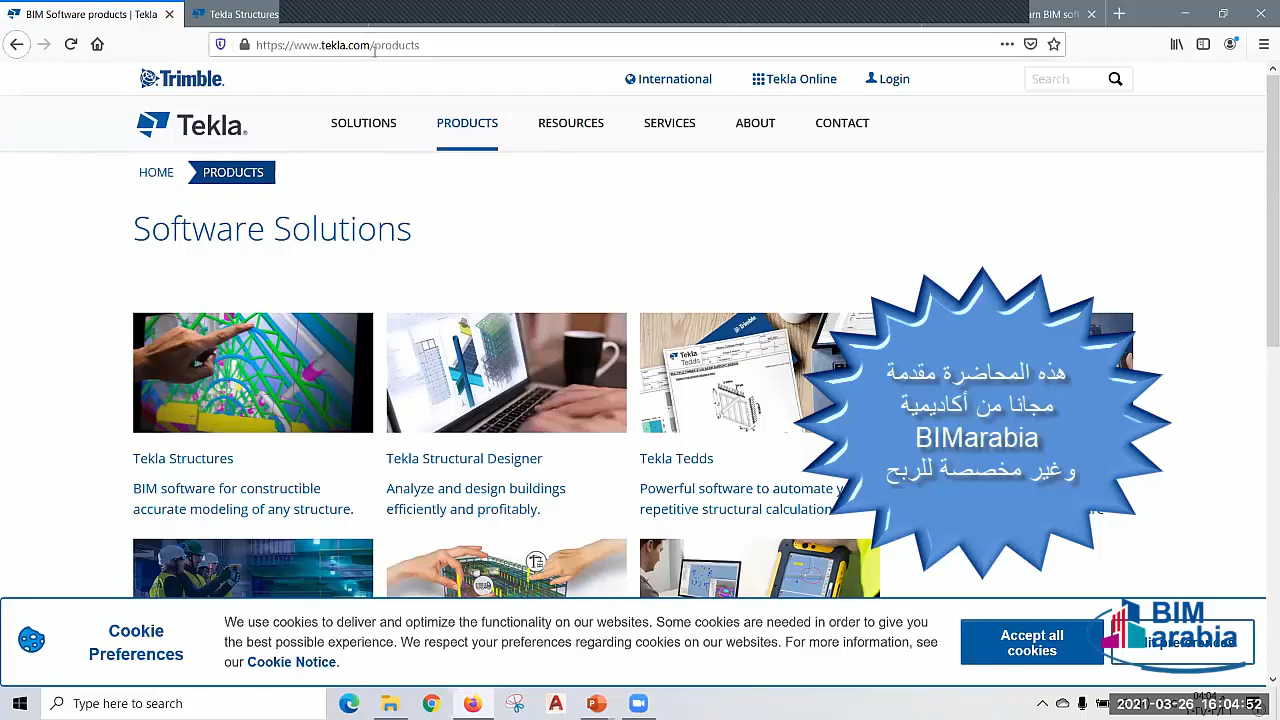 BIM Software products | Tekla
Tekla Structures
rn BIM soft
https://www.tekla.com/products
Trimble.
International
Tekla Online
Login
Search
Tekla
SOLUTIONS
PRODUCTS
RESOURCES
SERVICES
ABOUT
CONTACT
HOME
PRODUCTS
Software Solutions
Tekla Structures
BIM software for constructible
accurate modeling of any structure.
Tekla Structural Designer
Analyze and design buildings
efficiently and profitably.
Tekla Tedds
Powerful software to automate
repetitive structural calculation
هذه المحاضرة مقدمة
مجانا من أكاديمية
BIMarabia
وغير مخصصة للربح
Cookie
Preferences
We use cookies to deliver and optimize the functionality on our websites. Some cookies are needed in order to give you
the best possible experience. We respect your preferences regarding cookies on our websites. For more information, see
our Cookie Notice.
Accept all
cookies
BIM
arabia
Type here to search
2021-03-26 16:04:52